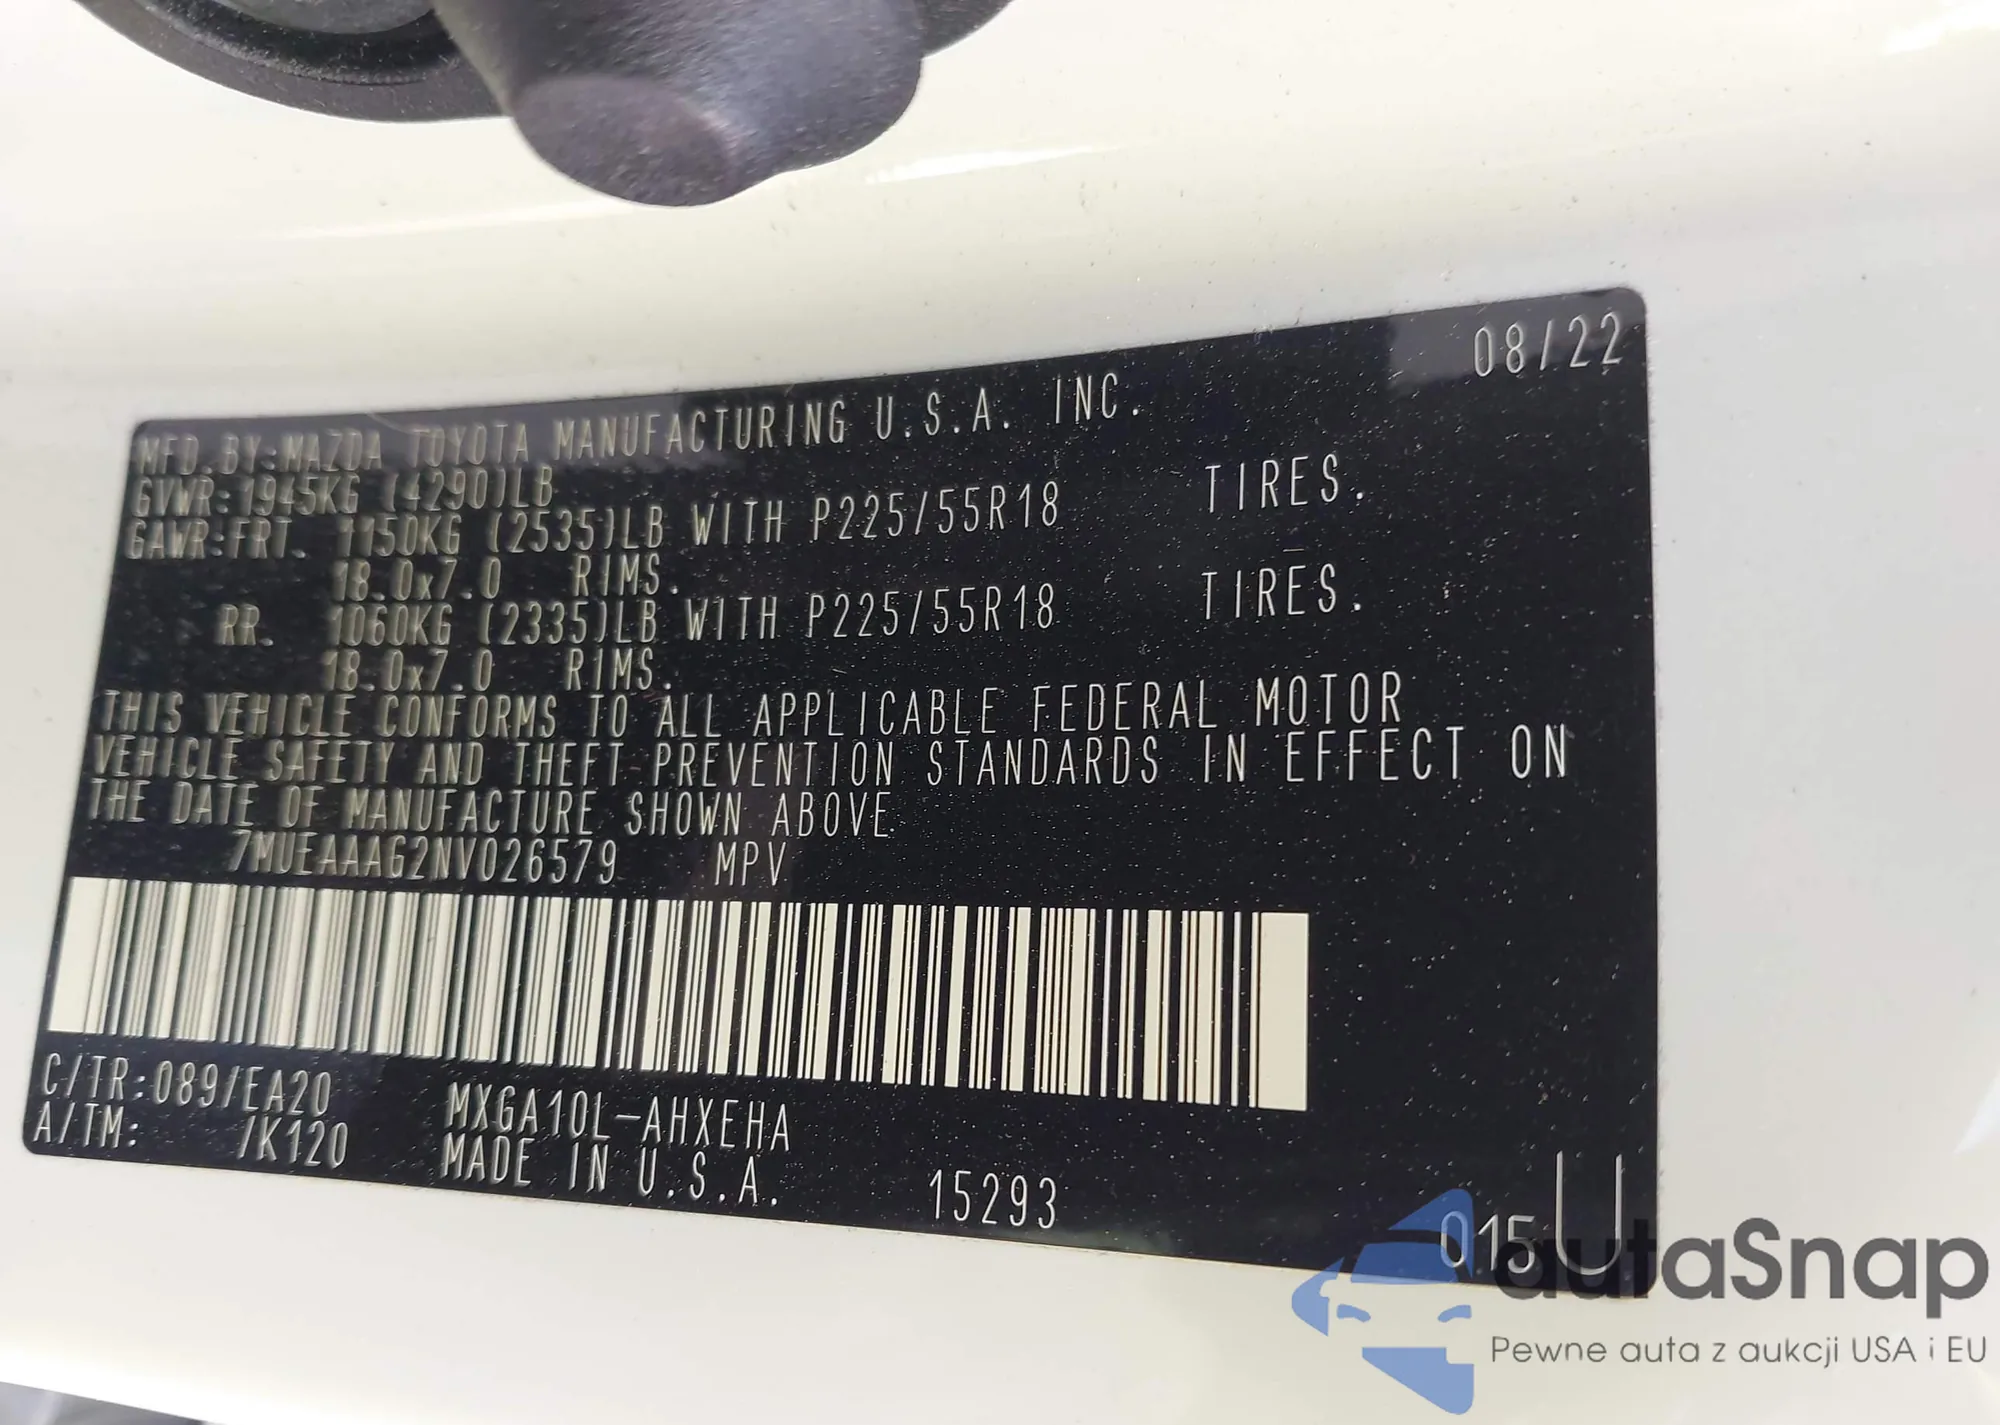 08/22
MFD. BY: MAZDA TOYOTA MANUFACTURING U.S.A. INC.
GVWR: 1945KG (4290)LB
GAWR: FRT. 1150KG (2535)LB WITH P225/55R18 TIRES.
18.0x7.0 RIMS.
RR. 1060KG (2335)LB WITH P225/55R18 TIRES.
18.0x7.0 RIMS.
THIS VEHICLE CONFORMS TO ALL APPLICABLE FEDERAL MOTOR
VEHICLE SAFETY AND THEFT PREVENTION STANDARDS IN EFFECT ON
THE DATE OF MANUFACTURE SHOWN ABOVE.
7MUEAAAG2NV026579 MPV
C/TR: 089/EA20 MXGA10L-AHXEHA
A/TM: /K120 MADE IN U.S.A. 15293
015 U
autaSnap
Pewne auta z aukcji USA i EU